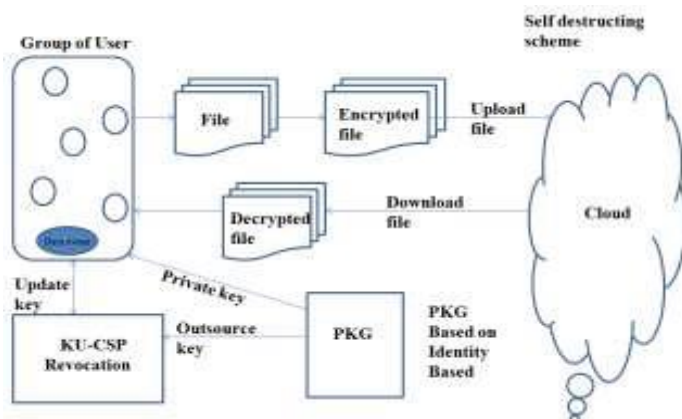 Group of User
Self destructing
scheme
File
Encrypted
file
Upload
file
Decrypted
file
Download
file
Cloud
Update
key
Private key
KU-CSP
Revocation
Outsource
key
PKG
PKG
Based on
Identity
Based